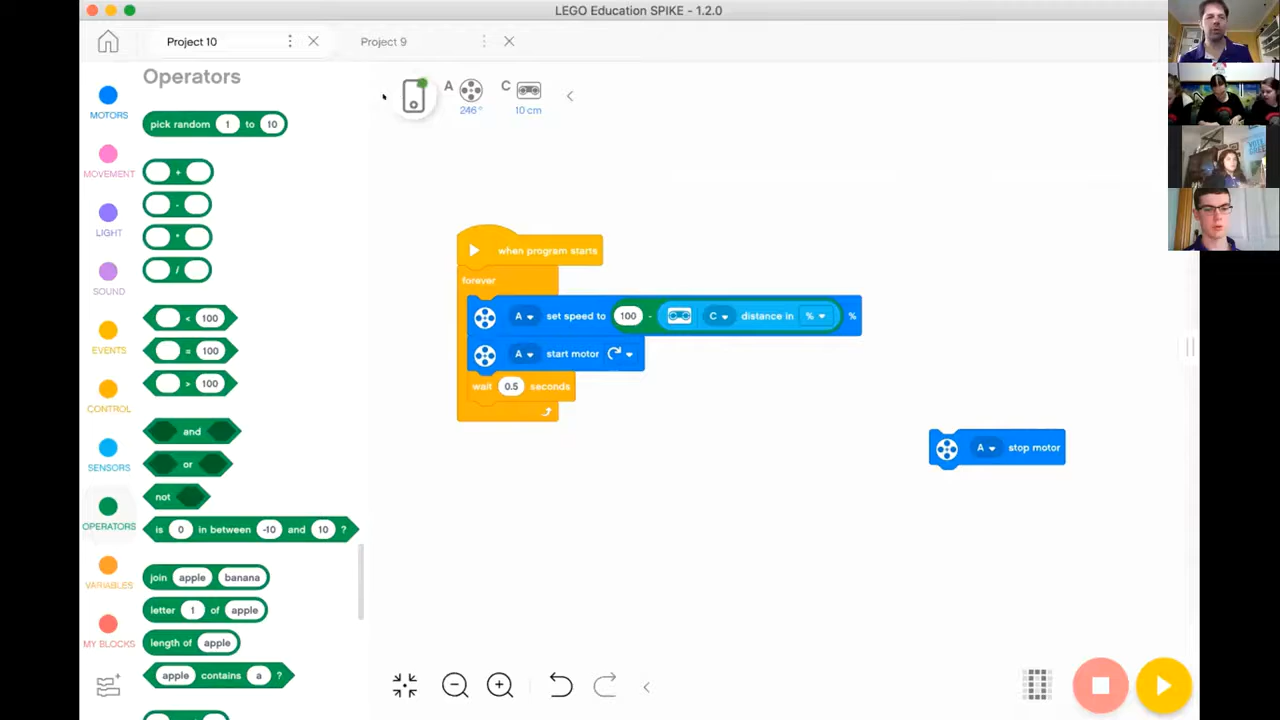 LEGO Education SPIKE - 1.2.0
Project 10
Project 9
Operators
A
246°
C
10 cm
MOTORS
MOVEMENT
LIGHT
SOUND
EVENTS
CONTROL
SENSORS
OPERATORS
VARIABLES
MY BLOCKS
pick random 1 to 10
+
-
*
/
< 100
= 100
> 100
and
or
not
is 0 in between -10 and 10 ?
join apple banana
letter 1 of apple
length of apple
apple contains a ?
when program starts
forever
A set speed to 100 - C distance in % %
A start motor
wait 0.5 seconds
A stop motor